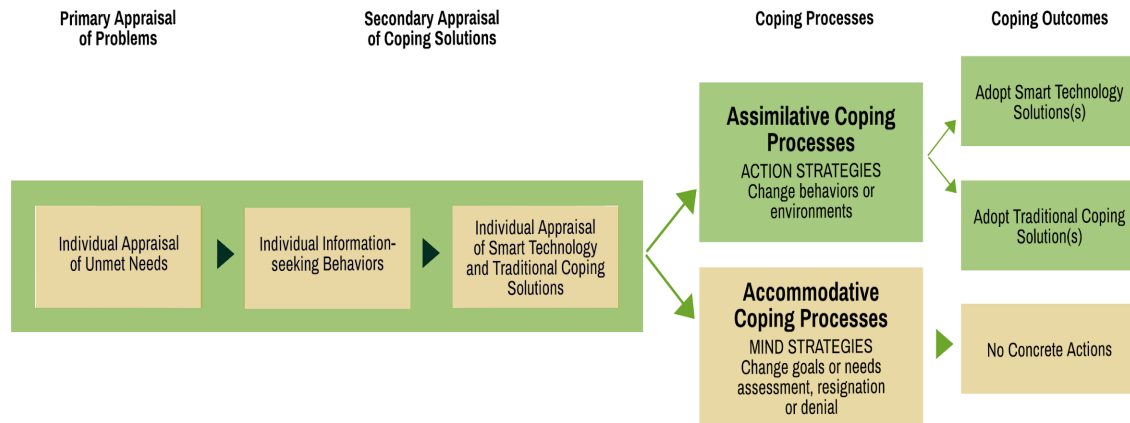 Primary Appraisal
of Problems
Secondary Appraisal
of Coping Solutions
Coping Processes
Coping Outcomes
Individual Appraisal
of Unmet Needs
Individual Information-
seeking Behaviors
Individual Appraisal
of Smart Technology
and Traditional Coping
Solutions
Assimilative Coping
Processes
ACTION STRATEGIES
Change behaviors or
environments
Accommodative
Coping Processes
MIND STRATEGIES
Change goals or needs
assessment, resignation
or denial
Adopt Smart Technology
Solutions(s)
Adopt Traditional Coping
Solution(s)
No Concrete Actions